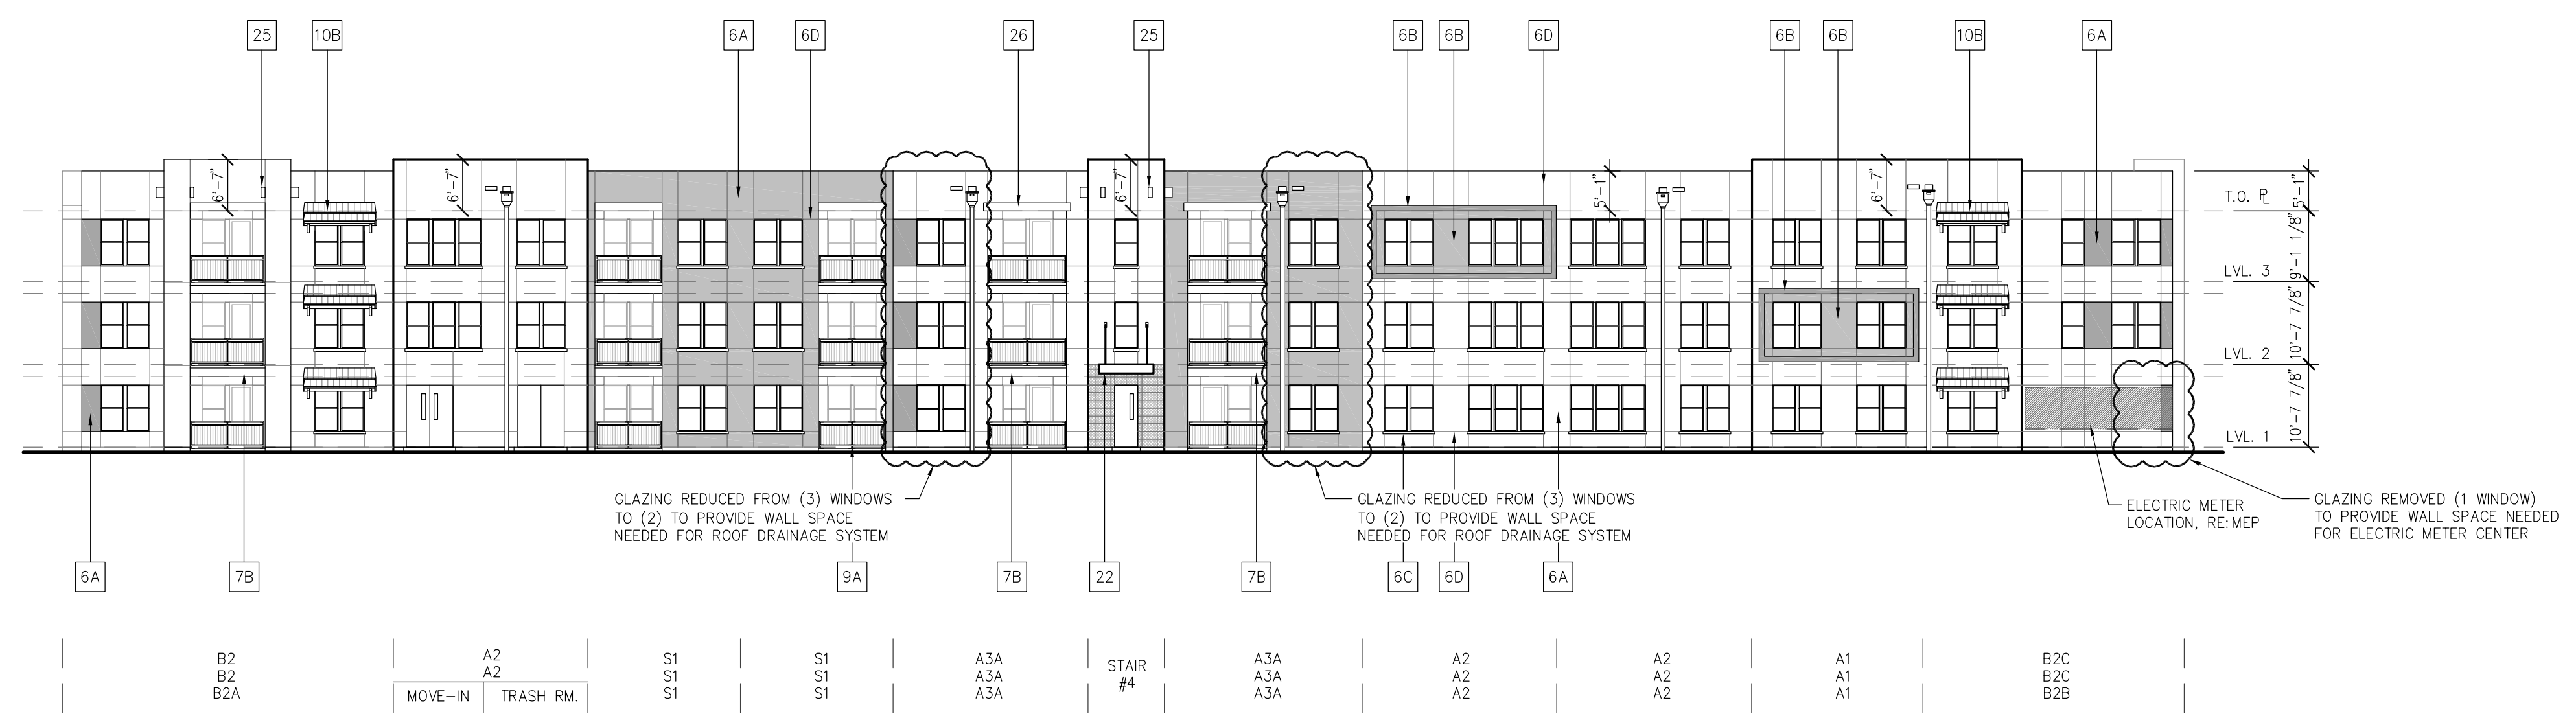 25
10B
6A
6D
26
25
6B
6B
6D
6B
6B
10B
6A
6'-7"
6'-7"
6'-7"
5'-1"
6'-7"
5'-1"
T.O. PL
9'-1 1/8"
LVL. 3
10'-7 7/8"
LVL. 2
10'-7 7/8"
LVL. 1
GLAZING REDUCED FROM (3) WINDOWS
TO (2) TO PROVIDE WALL SPACE
NEEDED FOR ROOF DRAINAGE SYSTEM
GLAZING REDUCED FROM (3) WINDOWS
TO (2) TO PROVIDE WALL SPACE
NEEDED FOR ROOF DRAINAGE SYSTEM
ELECTRIC METER
LOCATION, RE:MEP
GLAZING REMOVED (1 WINDOW)
TO PROVIDE WALL SPACE NEEDED
FOR ELECTRIC METER CENTER
6A
7B
9A
7B
22
7B
6C
6D
6A
B2
B2
B2A
A2
A2
MOVE-IN
TRASH RM.
S1
S1
S1
S1
S1
S1
A3A
A3A
A3A
STAIR
#4
A3A
A3A
A3A
A2
A2
A2
A2
A2
A2
A1
A1
A1
B2C
B2C
B2B